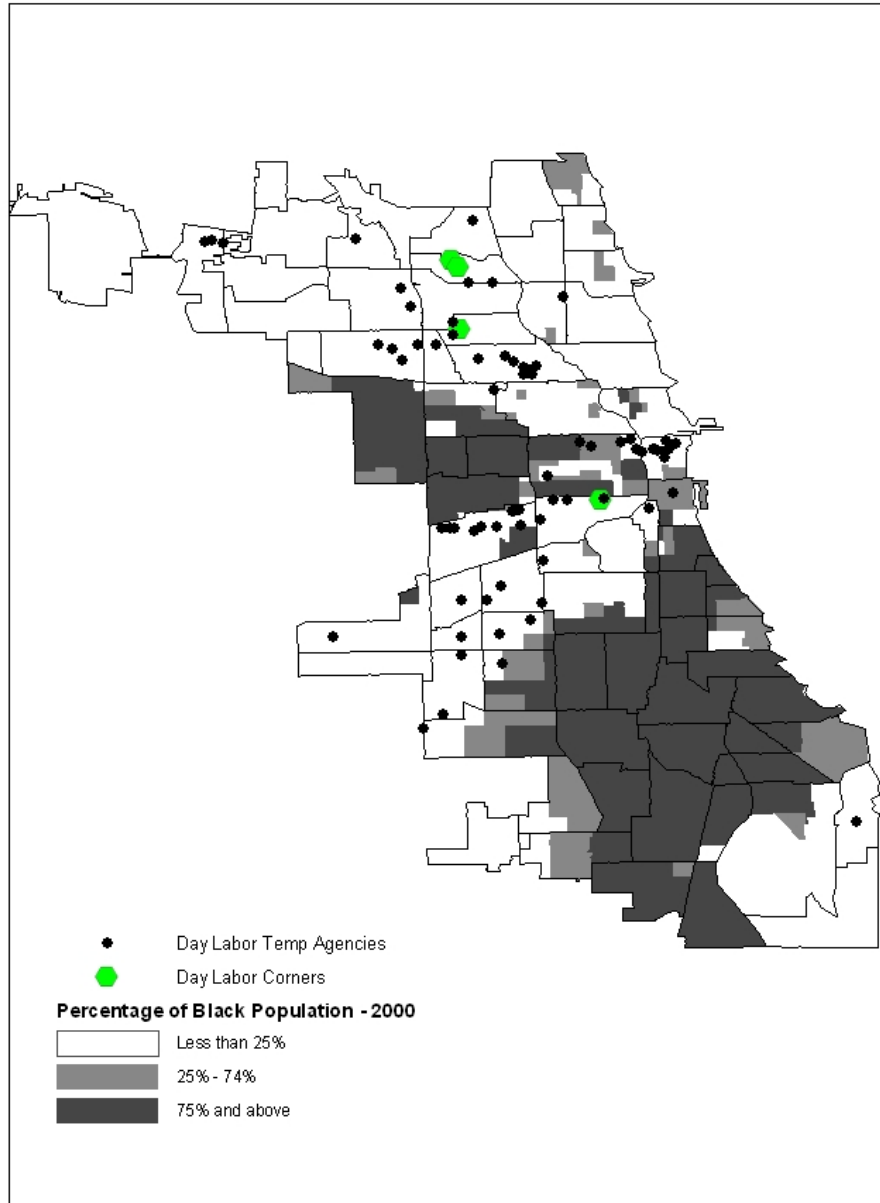 Day Labor Temp Agencies
Day Labor Corners
Percentage of Black Population - 2000
Less than 25%
25% - 74%
75% and above